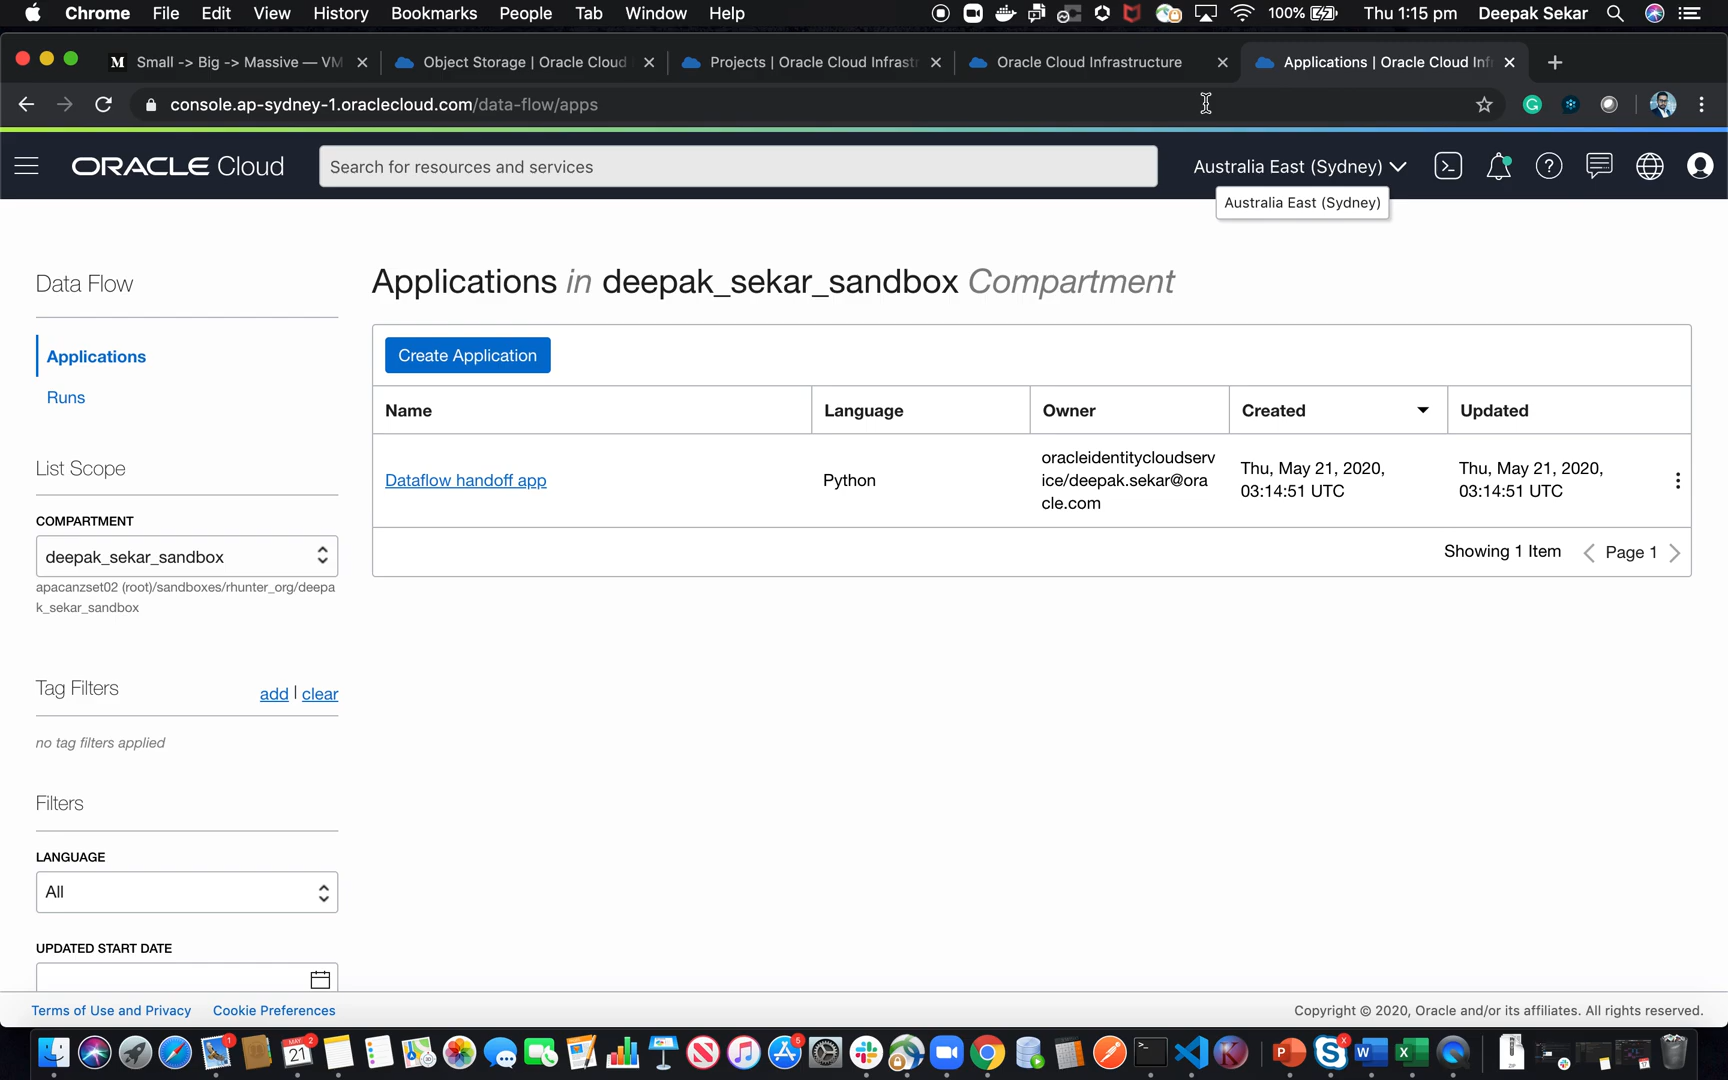 Chrome File Edit View History Bookmarks People Tab Window Help 100% Thu 1:15 pm Deepak Sekar
M Small -> Big -> Massive — VM Object Storage | Oracle Cloud Projects | Oracle Cloud Infrast Oracle Cloud Infrastructure Applications | Oracle Cloud Inf
console.ap-sydney-1.oraclecloud.com/data-flow/apps
ORACLE Cloud Search for resources and services Australia East (Sydney)
Australia East (Sydney)
Data Flow
Applications in deepak_sekar_sandbox Compartment
Applications
Runs
Create Application
Name Language Owner Created Updated
Dataflow handoff app Python oracleidentitycloudserv
ice/deepak.sekar@ora
cle.com Thu, May 21, 2020,
03:14:51 UTC Thu, May 21, 2020,
03:14:51 UTC
Showing 1 Item Page 1
List Scope
COMPARTMENT
deepak_sekar_sandbox
apacanzset02 (root)/sandboxes/rhunter_org/deepa
k_sekar_sandbox
Tag Filters add | clear
no tag filters applied
Filters
LANGUAGE
All
UPDATED START DATE
Terms of Use and Privacy Cookie Preferences Copyright © 2020, Oracle and/or its affiliates. All rights reserved.